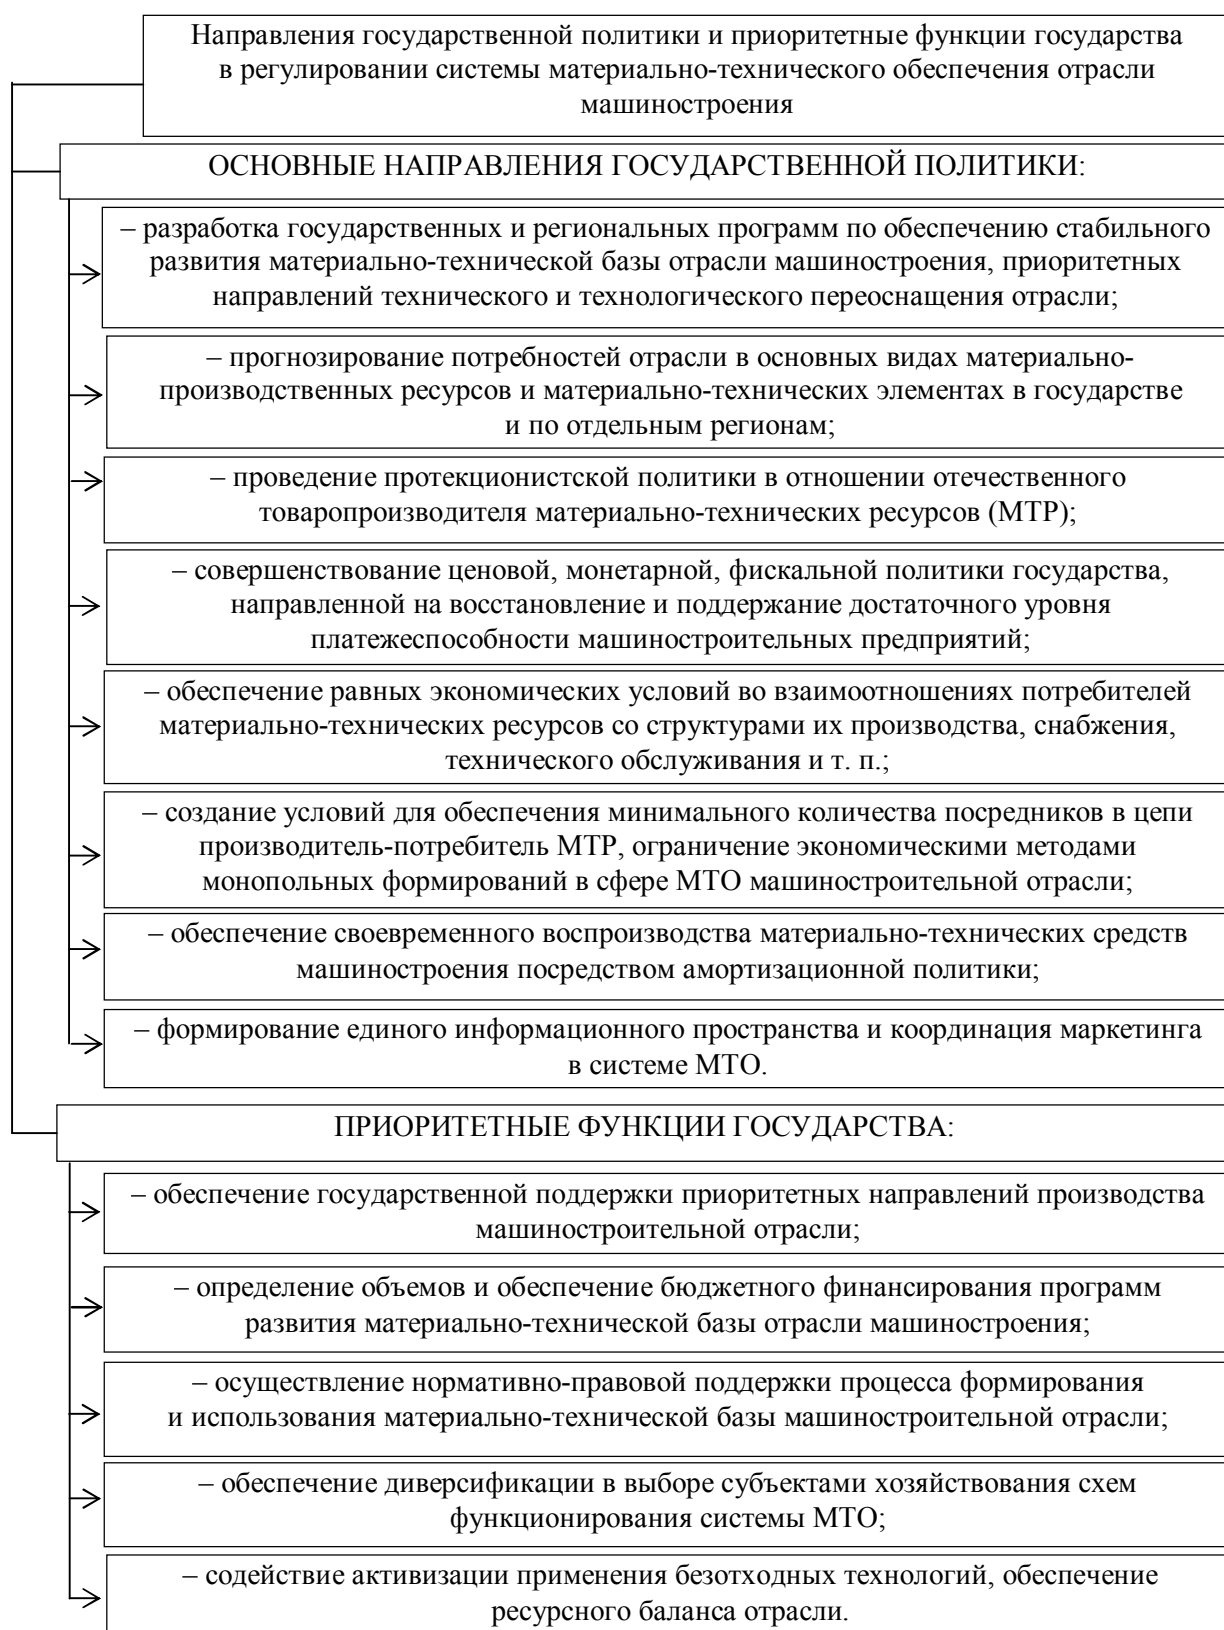 Направления государственной политики и приоритетные функции государства
в регулировании системы материально-технического обеспечения отрасли
машиностроения
ОСНОВНЫЕ НАПРАВЛЕНИЯ ГОСУДАРСТВЕННОЙ ПОЛИТИКИ:
– разработка государственных и региональных программ по обеспечению стабильного
развития материально-технической базы отрасли машиностроения, приоритетных
направлений технического и технологического переоснащения отрасли;
– прогнозирование потребностей отрасли в основных видах материально-
производственных ресурсов и материально-технических элементах в государстве
и по отдельным регионам;
– проведение протекционистской политики в отношении отечественного
товаропроизводителя материально-технических ресурсов (МТР);
– совершенствование ценовой, монетарной, фискальной политики государства,
направленной на восстановление и поддержание достаточного уровня
платежеспособности машиностроительных предприятий;
– обеспечение равных экономических условий во взаимоотношениях потребителей
материально-технических ресурсов со структурами их производства, снабжения,
технического обслуживания и т. п.;
– создание условий для обеспечения минимального количества посредников в цепи
производитель-потребитель МТР, ограничение экономическими методами
монопольных формирований в сфере МТО машиностроительной отрасли;
– обеспечение своевременного воспроизводства материально-технических средств
машиностроения посредством амортизационной политики;
– формирование единого информационного пространства и координация маркетинга
в системе МТО.
ПРИОРИТЕТНЫЕ ФУНКЦИИ ГОСУДАРСТВА:
– обеспечение государственной поддержки приоритетных направлений производства
машиностроительной отрасли;
– определение объемов и обеспечение бюджетного финансирования программ
развития материально-технической базы отрасли машиностроения;
– осуществление нормативно-правовой поддержки процесса формирования
и использования материально-технической базы машиностроительной отрасли;
– обеспечение диверсификации в выборе субъектами хозяйствования схем
функционирования системы МТО;
– содействие активизации применения безотходных технологий, обеспечение
ресурсного баланса отрасли.